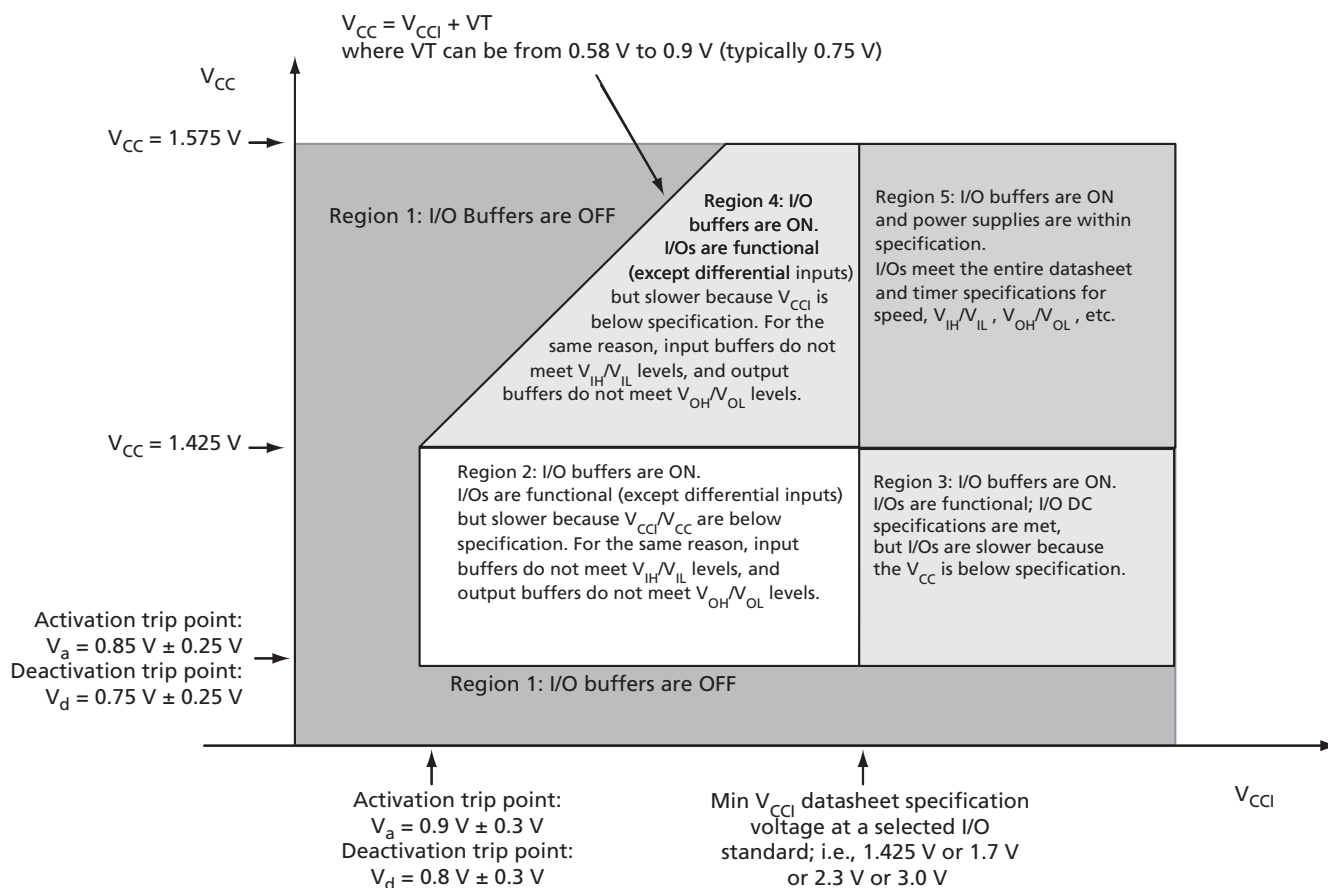 V_CC = V_CCI + VT
where VT can be from 0.58 V to 0.9 V (typically 0.75 V)
V_CC
V_CC = 1.575 V
Region 1: I/O Buffers are OFF
Region 4: I/O
buffers are ON.
I/Os are functional
(except differential inputs)
but slower because V_CCI is
below specification. For the
same reason, input buffers do not
meet V_IH/V_IL levels, and output
buffers do not meet V_OH/V_OL levels.
Region 5: I/O buffers are ON
and power supplies are within
specification.
I/Os meet the entire datasheet
and timer specifications for
speed, V_IH/V_IL , V_OH/V_OL , etc.
V_CC = 1.425 V
Region 2: I/O buffers are ON.
I/Os are functional (except differential inputs)
but slower because V_CCI/V_CC are below
specification. For the same reason, input
buffers do not meet V_IH/V_IL levels, and
output buffers do not meet V_OH/V_OL levels.
Region 3: I/O buffers are ON.
I/Os are functional; I/O DC
specifications are met,
but I/Os are slower because
the V_CC is below specification.
Activation trip point:
V_a = 0.85 V ± 0.25 V
Deactivation trip point:
V_d = 0.75 V ± 0.25 V
Region 1: I/O buffers are OFF
Activation trip point:
V_a = 0.9 V ± 0.3 V
Deactivation trip point:
V_d = 0.8 V ± 0.3 V
Min V_CCI datasheet specification
voltage at a selected I/O
standard; i.e., 1.425 V or 1.7 V
or 2.3 V or 3.0 V
V_CCI